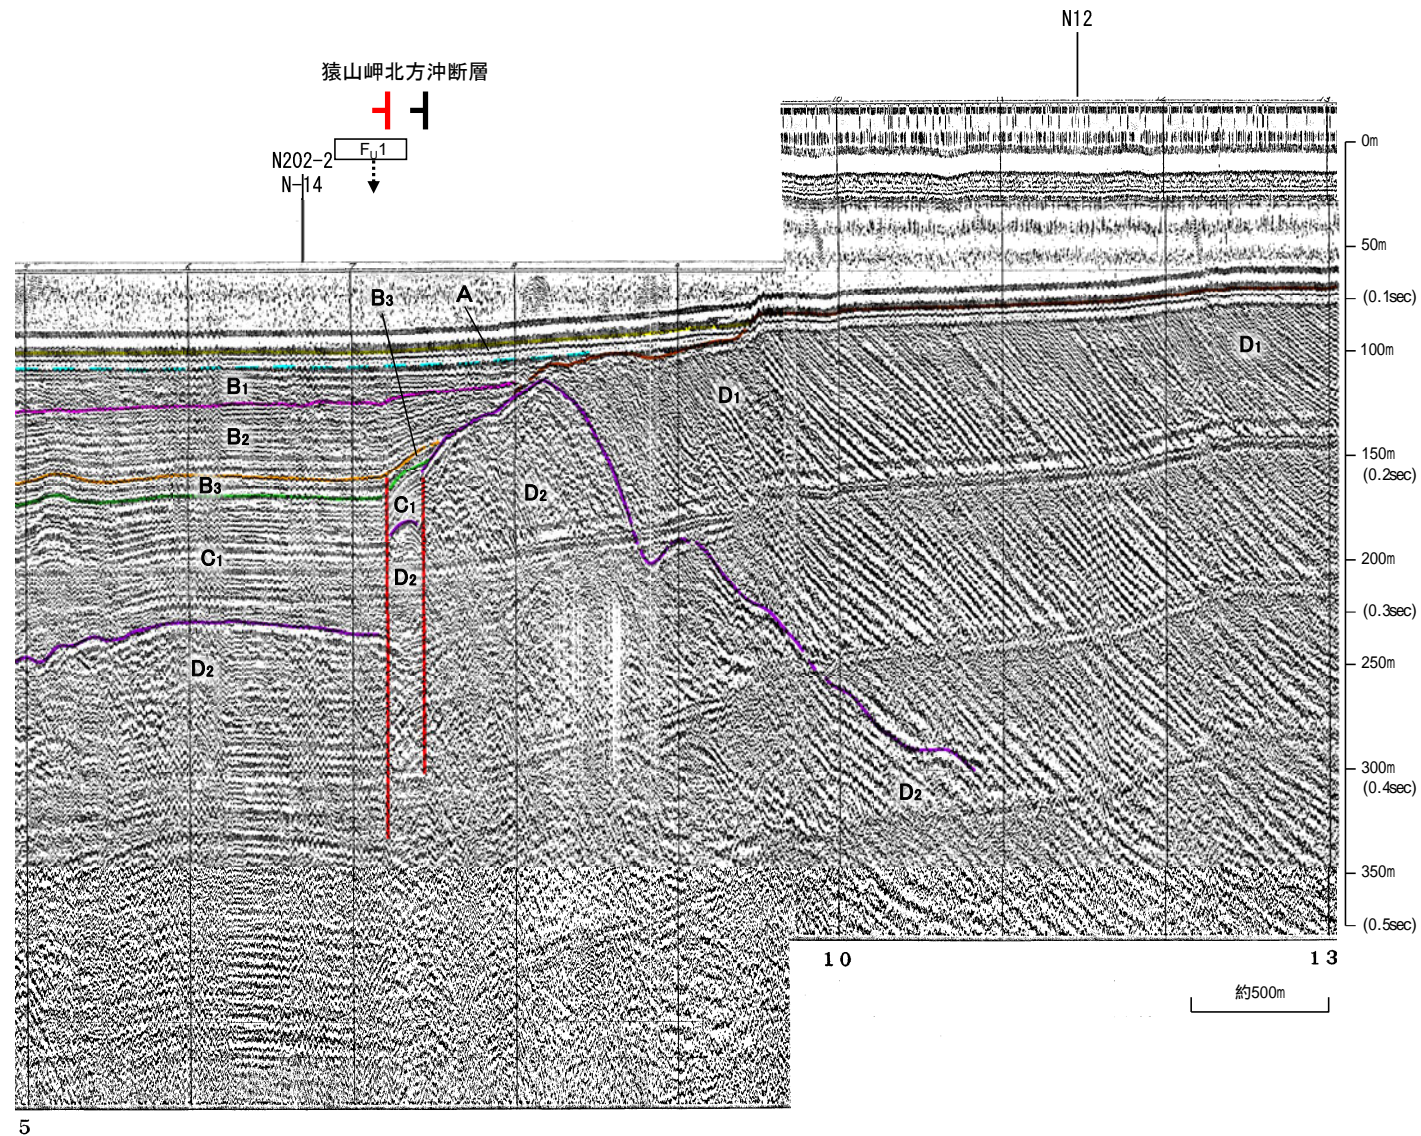 N12
猿山岬北方沖断層
FU1
N202-2
N-14
0m
50m
(0.1sec)
100m
150m
(0.2sec)
200m
(0.3sec)
250m
300m
(0.4sec)
350m
(0.5sec)
B3
A
B1
B2
B3
C1
C1
D2
D2
D2
D1
D1
D2
10
13
約500m
5